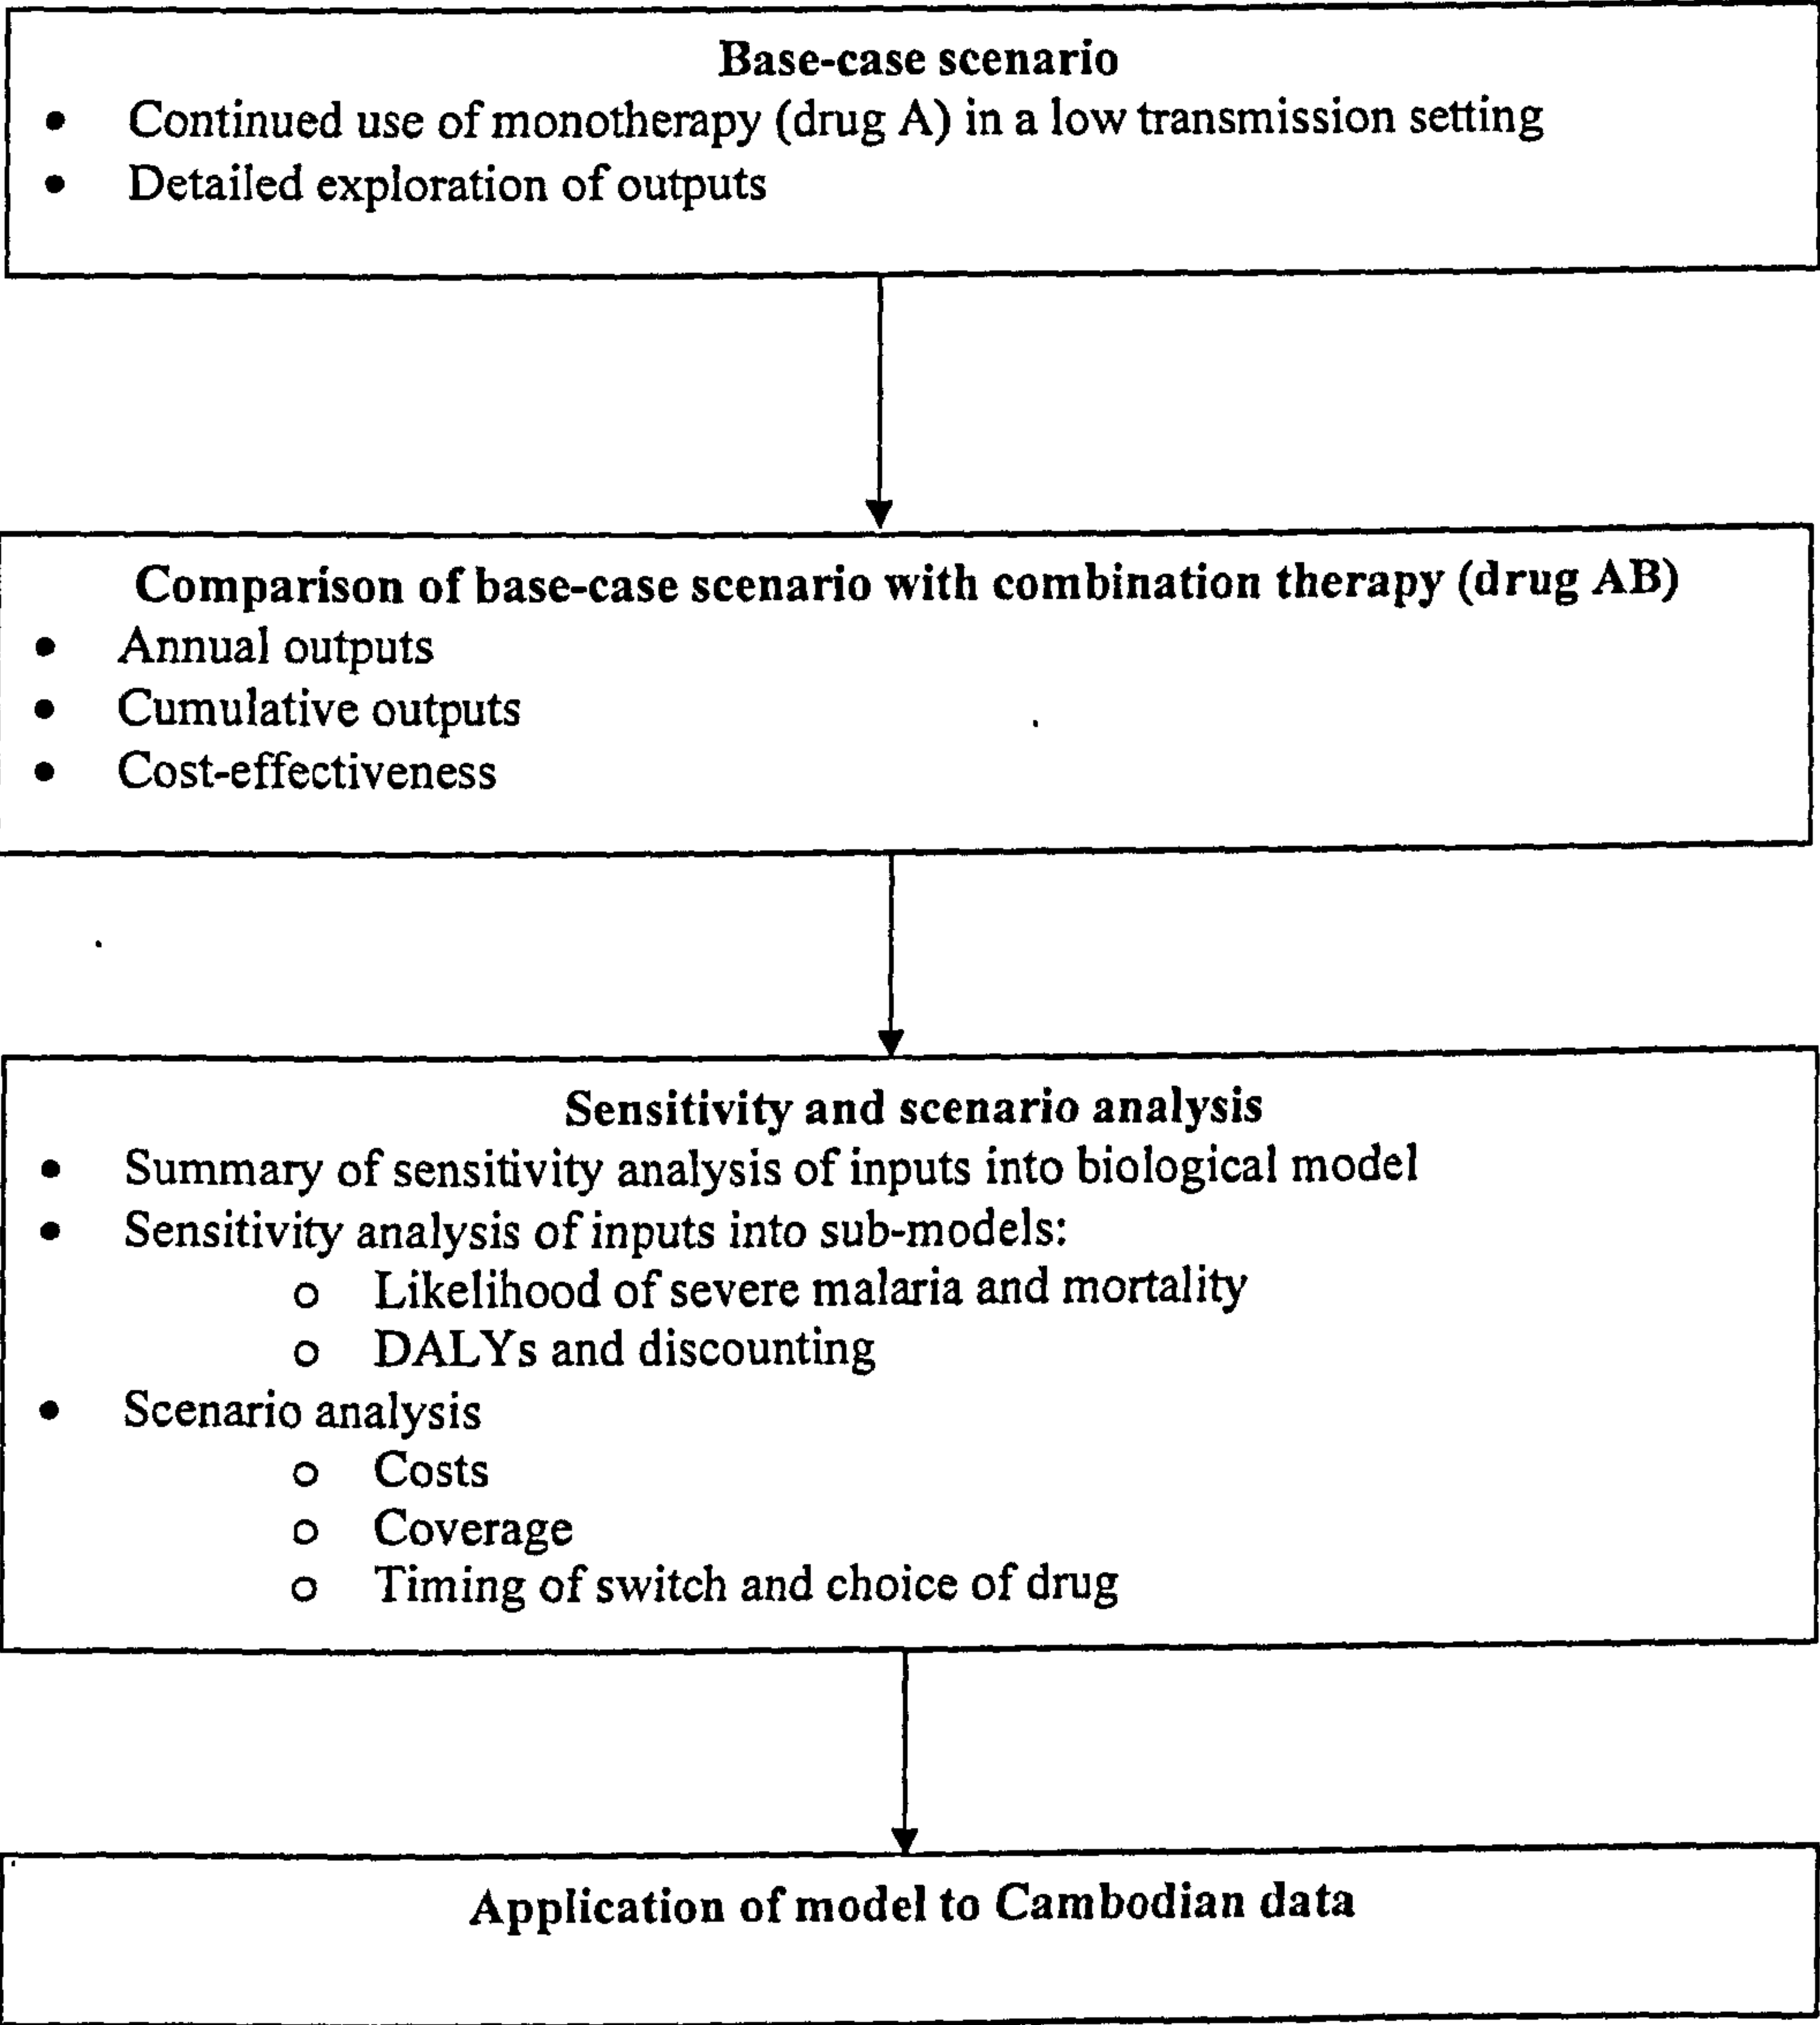 Base-case scenario
• Continued use of monotherapy (drug A) in a low transmission setting
• Detailed exploration of outputs
Comparison of base-case scenario with combination therapy (drug AB)
• Annual outputs
• Cumulative outputs
• Cost-effectiveness
Sensitivity and scenario analysis
• Summary of sensitivity analysis of inputs into biological model
• Sensitivity analysis of inputs into sub-models:
o Likelihood of severe malaria and mortality
o DALYs and discounting
• Scenario analysis
o Costs
o Coverage
o Timing of switch and choice of drug
Application of model to Cambodian data